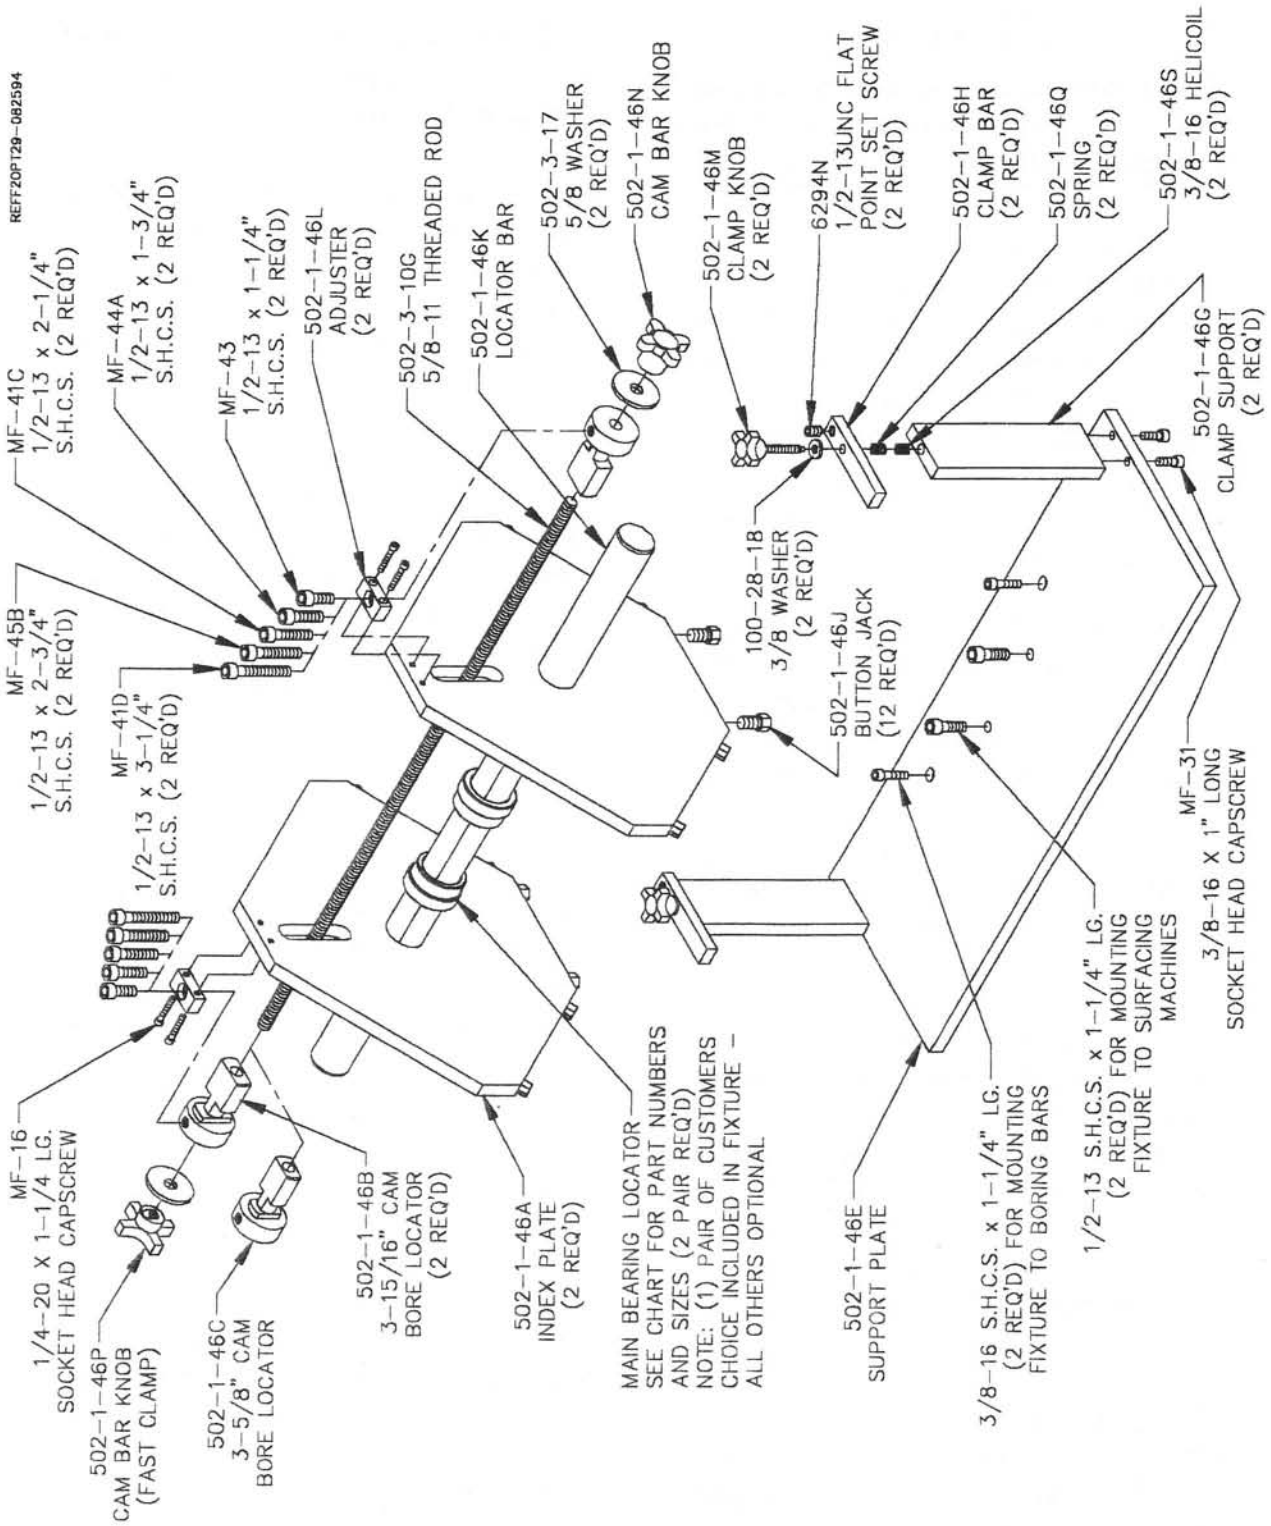 REFF20PT29-082594
MF-41C
1/2-13 x 2-1/4"
S.H.C.S. (2 REQ'D)
MF-44A
1/2-13 x 1-3/4"
S.H.C.S. (2 REQ'D)
MF-43
1/2-13 x 1-1/4"
S.H.C.S. (2 REQ'D)
502-1-46L
ADJUSTER
(2 REQ'D)
502-3-10G
5/8-11 THREADED ROD
502-1-46K
LOCATOR BAR
502-3-17
5/8 WASHER
(2 REQ'D)
502-1-46N
CAM BAR KNOB
502-1-46M
CLAMP KNOB
(2 REQ'D)
6294N
1/2-13UNC FLAT
POINT SET SCREW
(2 REQ'D)
502-1-46H
CLAMP BAR
(2 REQ'D)
502-1-46Q
SPRING
(2 REQ'D)
502-1-46S
3/8-16 HELICOIL
(2 REQ'D)
502-1-46G
CLAMP SUPPORT
(2 REQ'D)
MF-45B
1/2-13 x 2-3/4"
S.H.C.S. (2 REQ'D)
MF-41D
1/2-13 x 3-1/4"
S.H.C.S. (2 REQ'D)
100-28-18
3/8 WASHER
(2 REQ'D)
502-1-46J
BUTTON JACK
(12 REQ'D)
MF-31
3/8-16 X 1" LONG
SOCKET HEAD CAPSCREW
1/2-13 S.H.C.S. x 1-1/4" LG.
(2 REQ'D) FOR MOUNTING
FIXTURE TO SURFACING
MACHINES
3/8-16 S.H.C.S. x 1-1/4" LG.
(2 REQ'D) FOR MOUNTING
FIXTURE TO BORING BARS
502-1-46E
SUPPORT PLATE
MAIN BEARING LOCATOR
SEE CHART FOR PART NUMBERS
AND SIZES (2 PAIR REQ'D)
NOTE: (1) PAIR OF CUSTOMERS
CHOICE INCLUDED IN FIXTURE -
ALL OTHERS OPTIONAL
502-1-46A
INDEX PLATE
(2 REQ'D)
502-1-46B
3-15/16" CAM
BORE LOCATOR
(2 REQ'D)
502-1-46C
3-5/8" CAM
BORE LOCATOR
502-1-46P
CAM BAR KNOB
(FAST CLAMP)
MF-16
1/4-20 X 1-1/4 LG.
SOCKET HEAD CAPSCREW